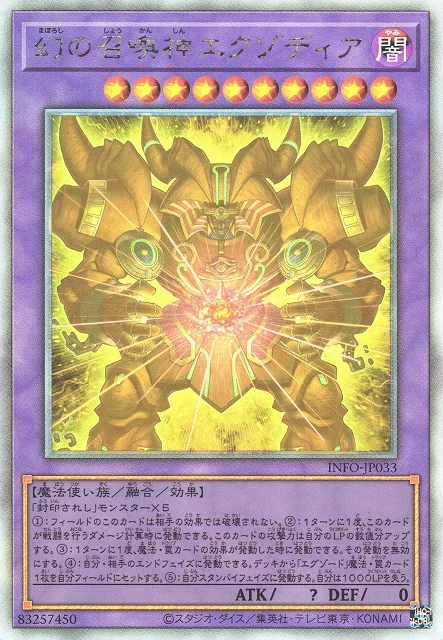 幻の召喚神エクゾディア
闇
INFO-JP033
【魔法使い族／融合／効果】
「封印されし」モンスター×5
①:フィールドのこのカードは相手の効果では破壊されない。②:1ターンに1度、このカード
が戦闘を行うダメージ計算時に発動できる。このカードの攻撃力は自分のLPの数値分アップ
する。③:1ターンに1度、魔法・罠カードの効果が発動した時に発動できる。その発動を無効
にする。④:自分・相手のエンドフェイズに発動できる。デッキから「エグゾード」魔法・罠カード
1枚を自分フィールドにセットする。⑤:自分スタンバイフェイズに発動する。自分は1000LPを失う。
ATK/ ? DEF/ 0
83257450
©スタジオ・ダイス／集英社・テレビ東京・KONAMI